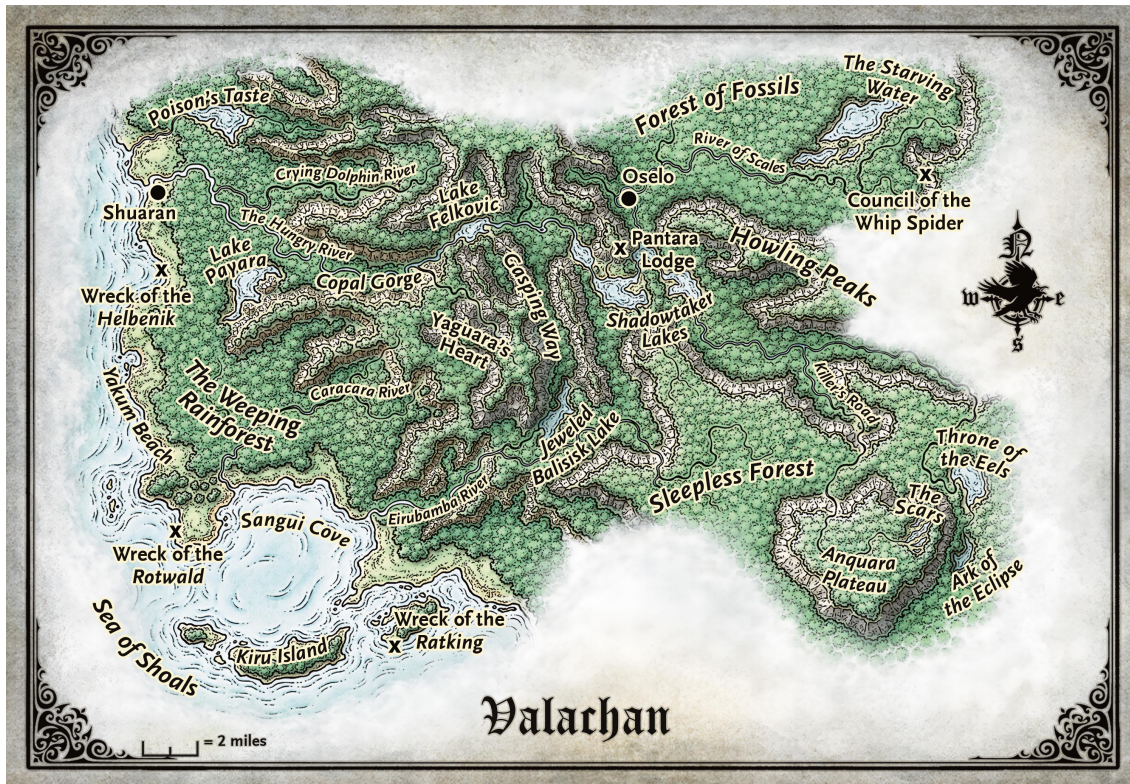 Poison's Taste
Forest of Fossils
The Starving
Water
River of Scales
Crying Dolphin River
Oselo
Shuaran
Lake
Felkovic
Council of the
Whip Spider
The Hungry River
Lake
Payara
Pantara
Lodge
Howling Peaks
N
w
e
s
Wreck of the
Helbenik
Copal Gorge
Gasping Way
Shadowtaker
Lakes
Yaguara's
Heart
Yakum Beach
The Weeping
Rainforest
Caracara River
Jeweled
Balisisk Lake
Throne of
the Eels
Sleepless Forest
The
Scars
Eirubamba River
Sangui Cove
Wreck of the
Rotwald
Anquara
Plateau
Ark of
the Eclipse
Sea of Shoals
Kiru Island
Wreck of the
Ratking
Valachan
= 2 miles